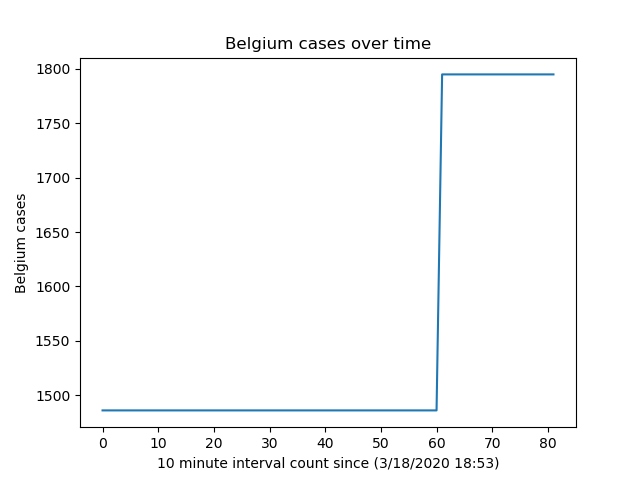 Belgium cases over time
1800
1750
1700
1650
1600
1550
1500
Belgium cases
0 10 20 30 40 50 60 70 80
10 minute interval count since (3/18/2020 18:53)